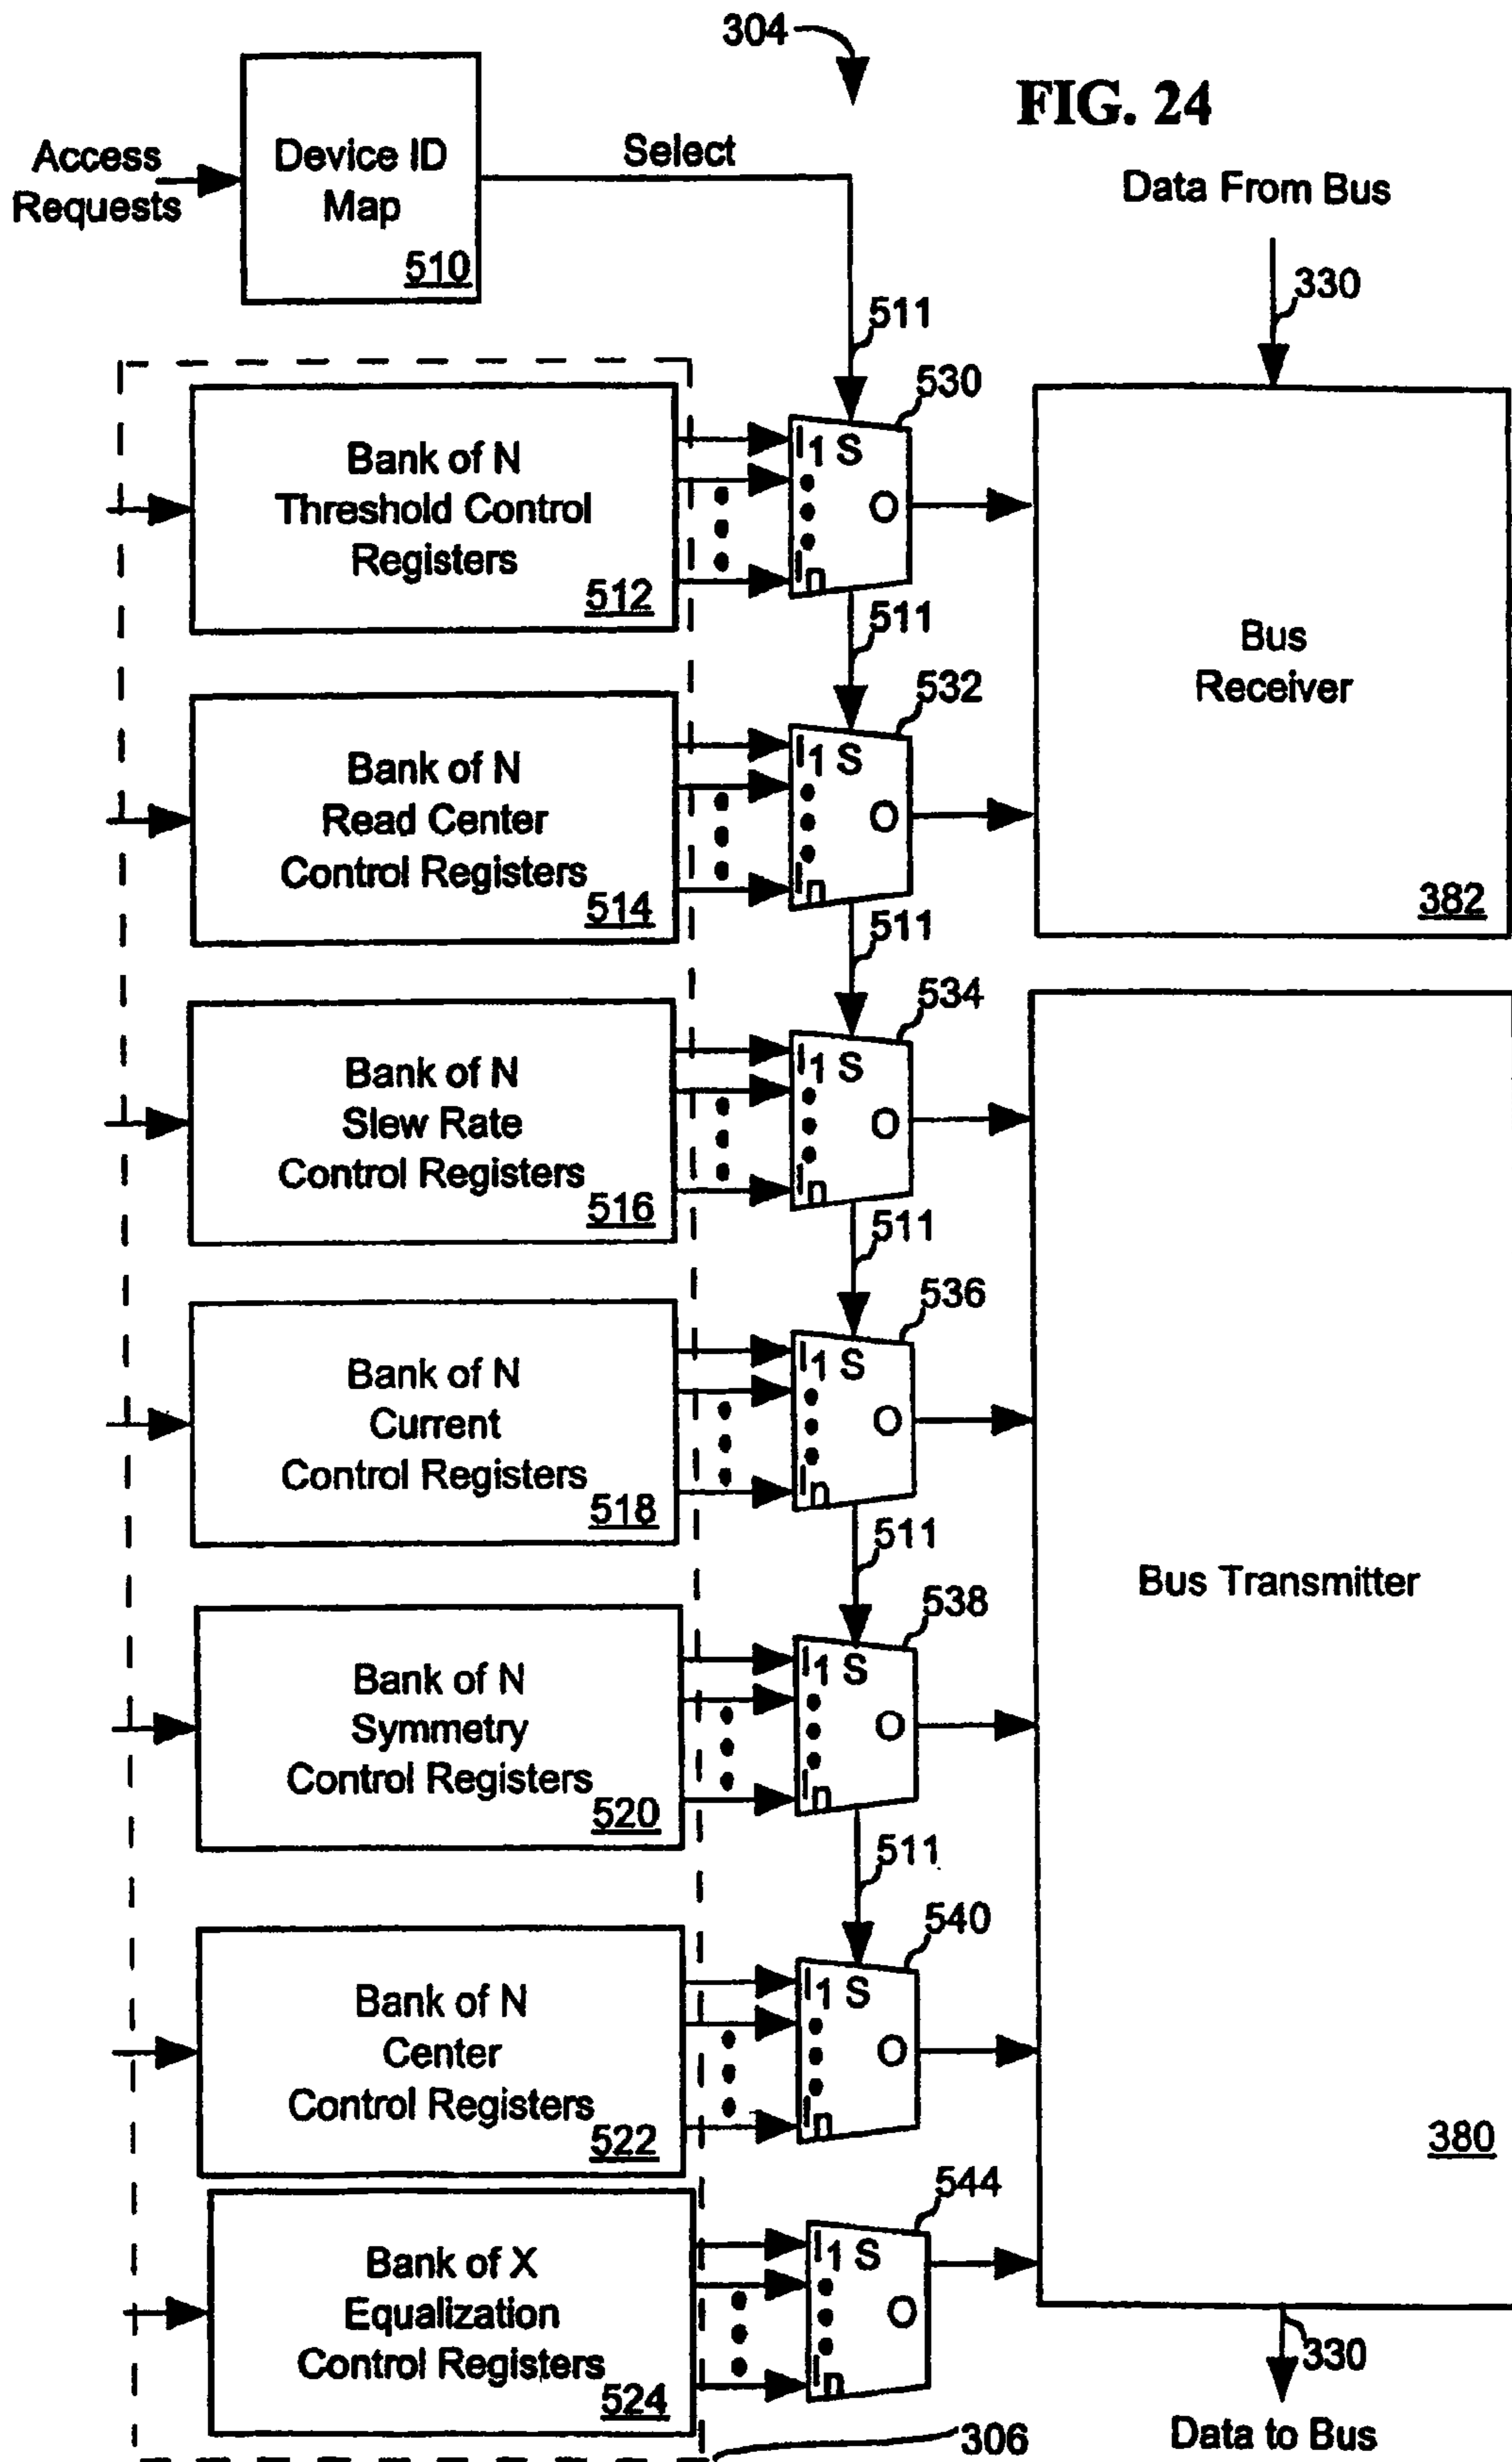 304
FIG. 24
Access
Requests
Device ID
Map
510
Select
Data From Bus
330
511
530
Bank of N
Threshold Control
Registers
512
I1 S
O
In
511
Bus
Receiver
382
532
Bank of N
Read Center
Control Registers
514
I1 S
O
In
511
534
Bank of N
Slew Rate
Control Registers
516
I1 S
O
In
511
536
Bank of N
Current
Control Registers
518
I1 S
O
In
511
Bus Transmitter
380
538
Bank of N
Symmetry
Control Registers
520
I1 S
O
In
511
540
Bank of N
Center
Control Registers
522
I1 S
O
In
544
Bank of X
Equalization
Control Registers
524
I1 S
O
In
330
306
Data to Bus